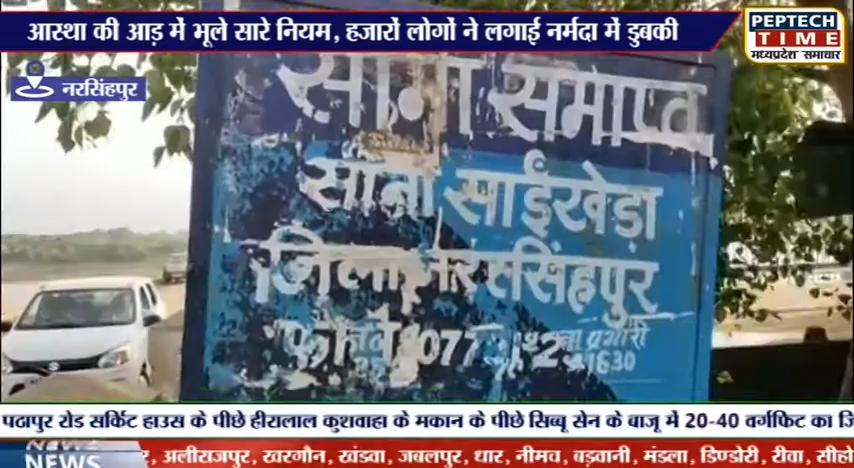 आस्था की आड़ में भूले सारे नियम, हजारों लोगों ने लगाई नर्मदा में डुबकी
PEPTECH
TIME
मध्यप्रदेश समाचार
नरसिंहपुर
सीमा समाप्त
थाना साईंखेड़ा
जिला नरसिंहपुर
पठापुर रोड सर्किट हाउस के पीछे हीरालाल कुशवाहा के मकान के पीछे सिब्बू सेन के बाजू में 20-40 वर्गफिट का
NEWS
अलीराजपुर, खरगौन, खंडवा, जबलपुर, धार, नीमच, बड़वानी, मंडला, डिण्डोरी, रीवा,